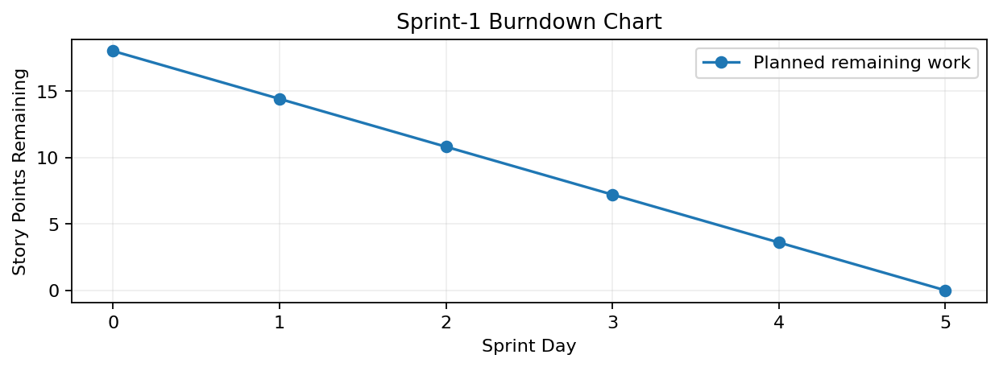 Sprint-1 Burndown Chart
Planned remaining work
Story Points Remaining
15
10
5
0
0 1 2 3 4 5
Sprint Day